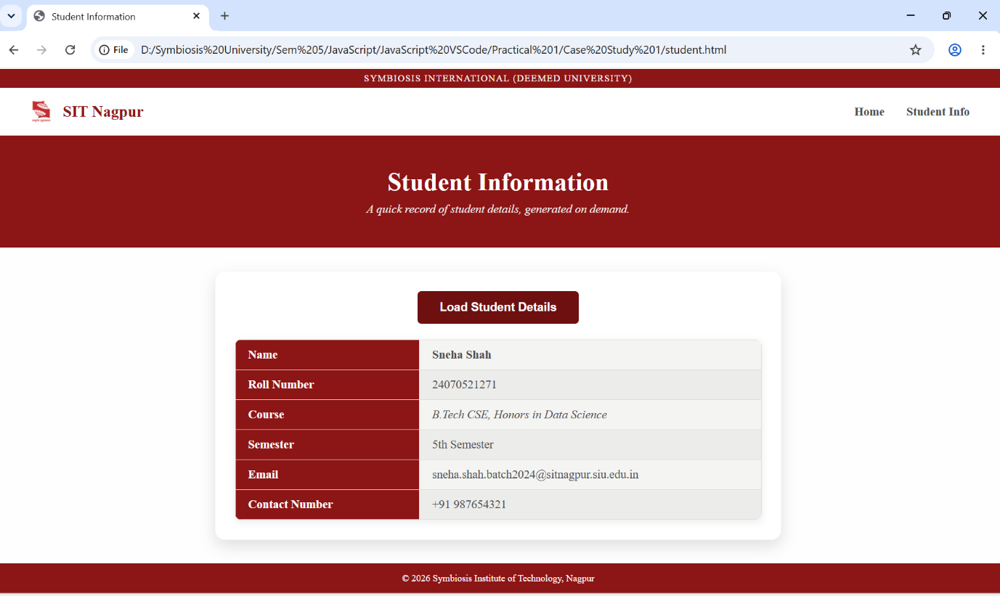 Student Information
File D:/Symbiosis%20University/Sem%205/JavaScript/JavaScript%20VSCode/Practical%201/Case%20Study%201/student.html
SYMBIOSIS INTERNATIONAL (DEEMED UNIVERSITY)
SIT Nagpur Home Student Info
Student Information
A quick record of student details, generated on demand.
Load Student Details
Name Sneha Shah
Roll Number 24070521271
Course B.Tech CSE, Honors in Data Science
Semester 5th Semester
Email sneha.shah.batch2024@sitnagpur.siu.edu.in
Contact Number +91 987654321
© 2026 Symbiosis Institute of Technology, Nagpur